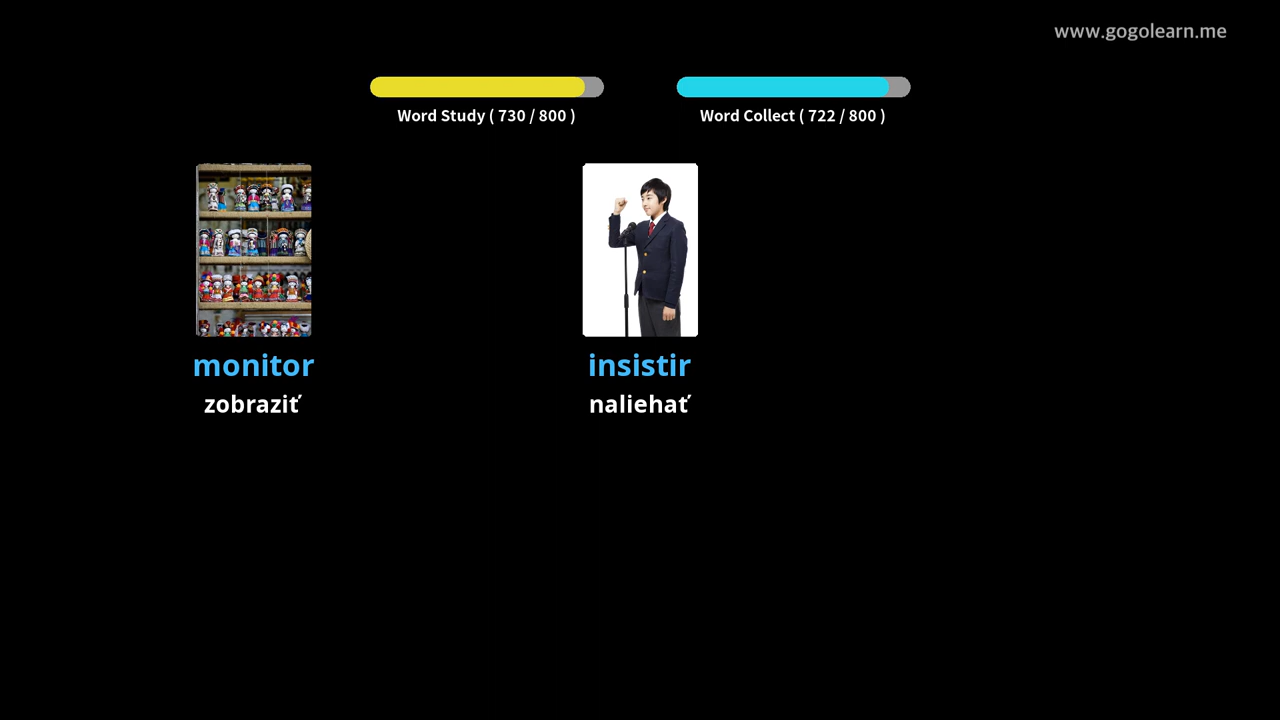 www.gogolearn.me
Word Study ( 730 / 800 )
Word Collect ( 722 / 800 )
monitor
zobraziť
insistir
naliehať